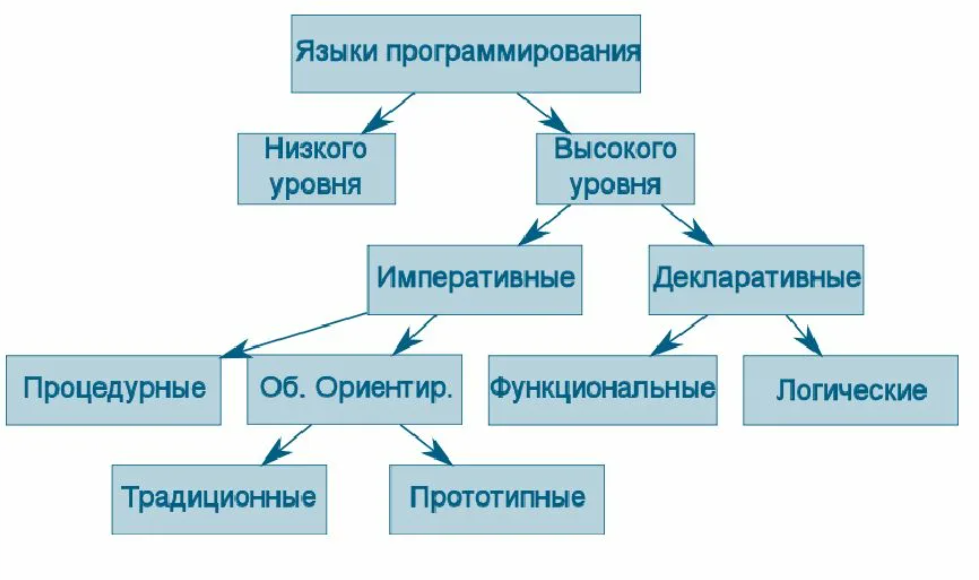 Языки программирования
Низкого
уровня
Высокого
уровня
Императивные
Декларативные
Процедурные
Об. Ориентир.
Функциональные
Логические
Традиционные
Прототипные